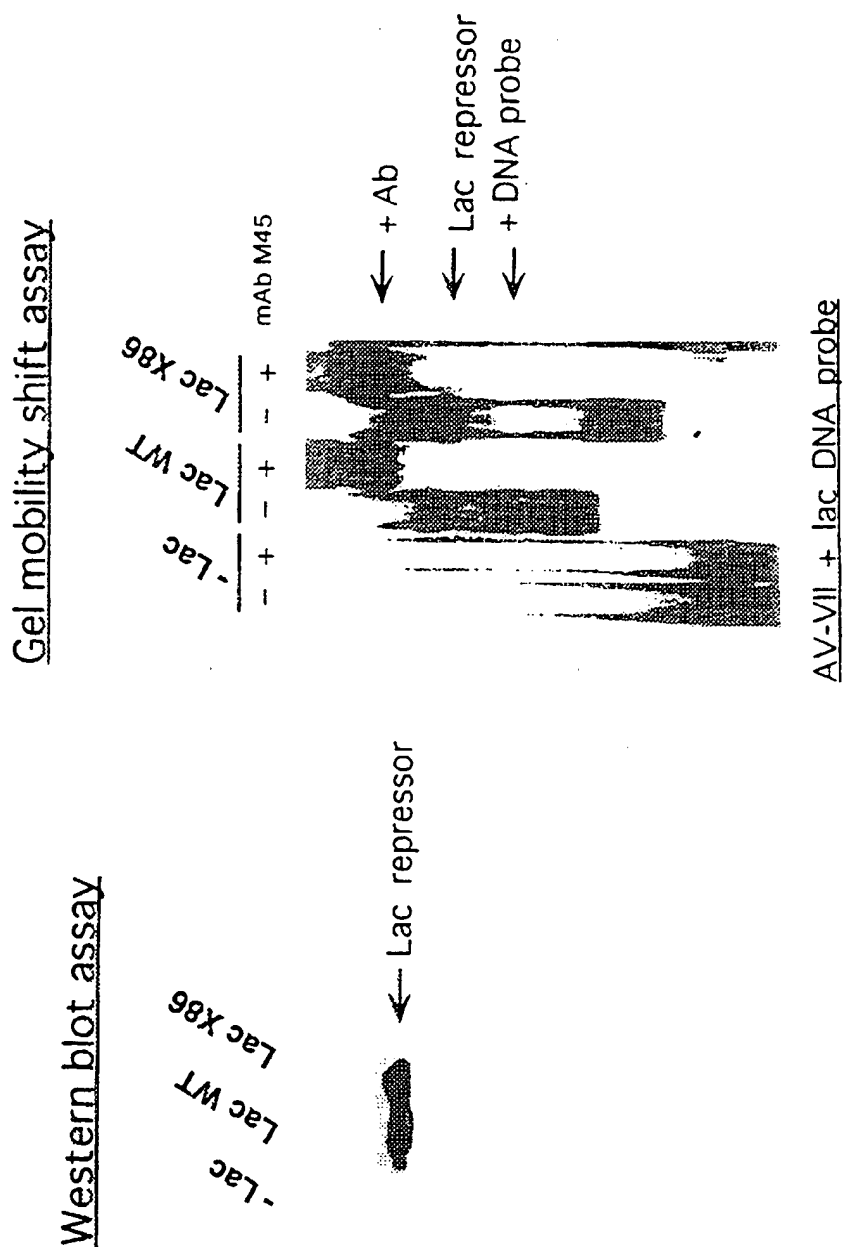 Western blot assay
- Lac
Lac WT
Lac X86
Lac repressor
Gel mobility shift assay
- Lac
Lac WT
Lac X86
− + − + − + mAb M45
+ Ab
Lac repressor
+ DNA probe
AV-VII + lac DNA probe